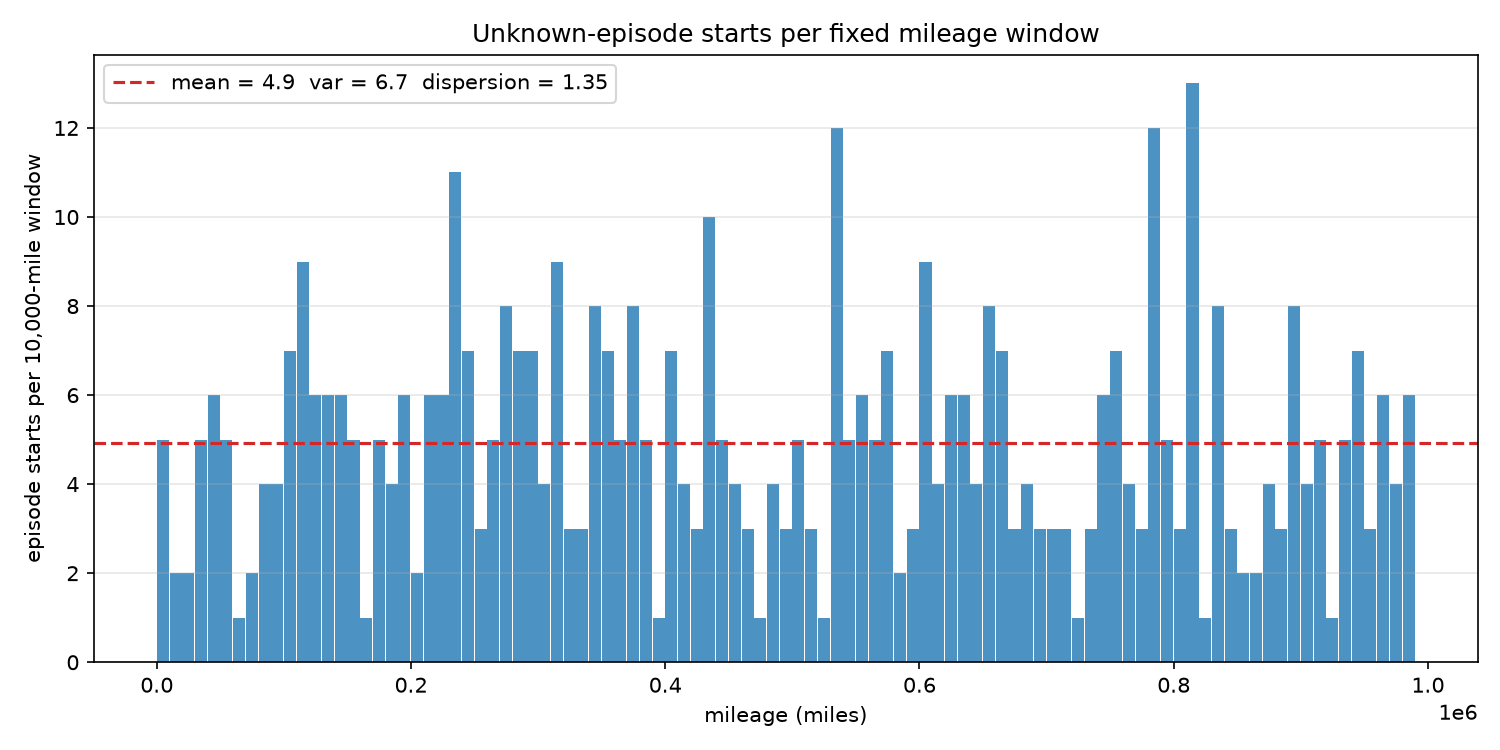 Unknown-episode starts per fixed mileage window
mean = 4.9  var = 6.7  dispersion = 1.35
episode starts per 10,000-mile window
12
10
8
6
4
2
0
0.0
0.2
0.4
0.6
0.8
1.0
1e6
mileage (miles)